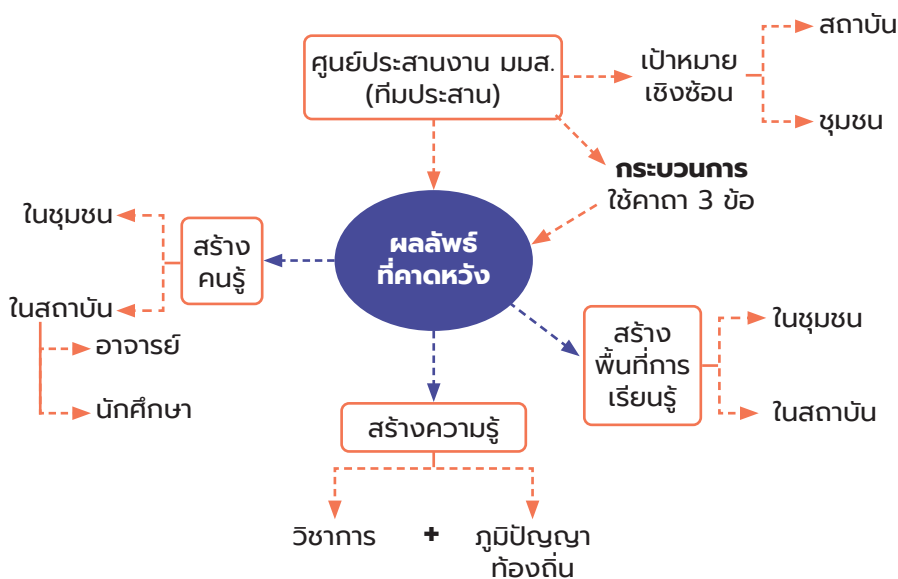 ศูนย์ประสานงาน มมส.
(ทีมประสาน)
เป้าหมาย
เชิงซ้อน
สถาบัน
ชุมชน
กระบวนการ
ใช้คาถา 3 ข้อ
ผลลัพธ์
ที่คาดหวัง
สร้าง
คนรู้
ในชุมชน
ในสถาบัน
อาจารย์
นักศึกษา
สร้าง
พื้นที่การ
เรียนรู้
ในชุมชน
ในสถาบัน
สร้างความรู้
วิชาการ + ภูมิปัญญา
ท้องถิ่น